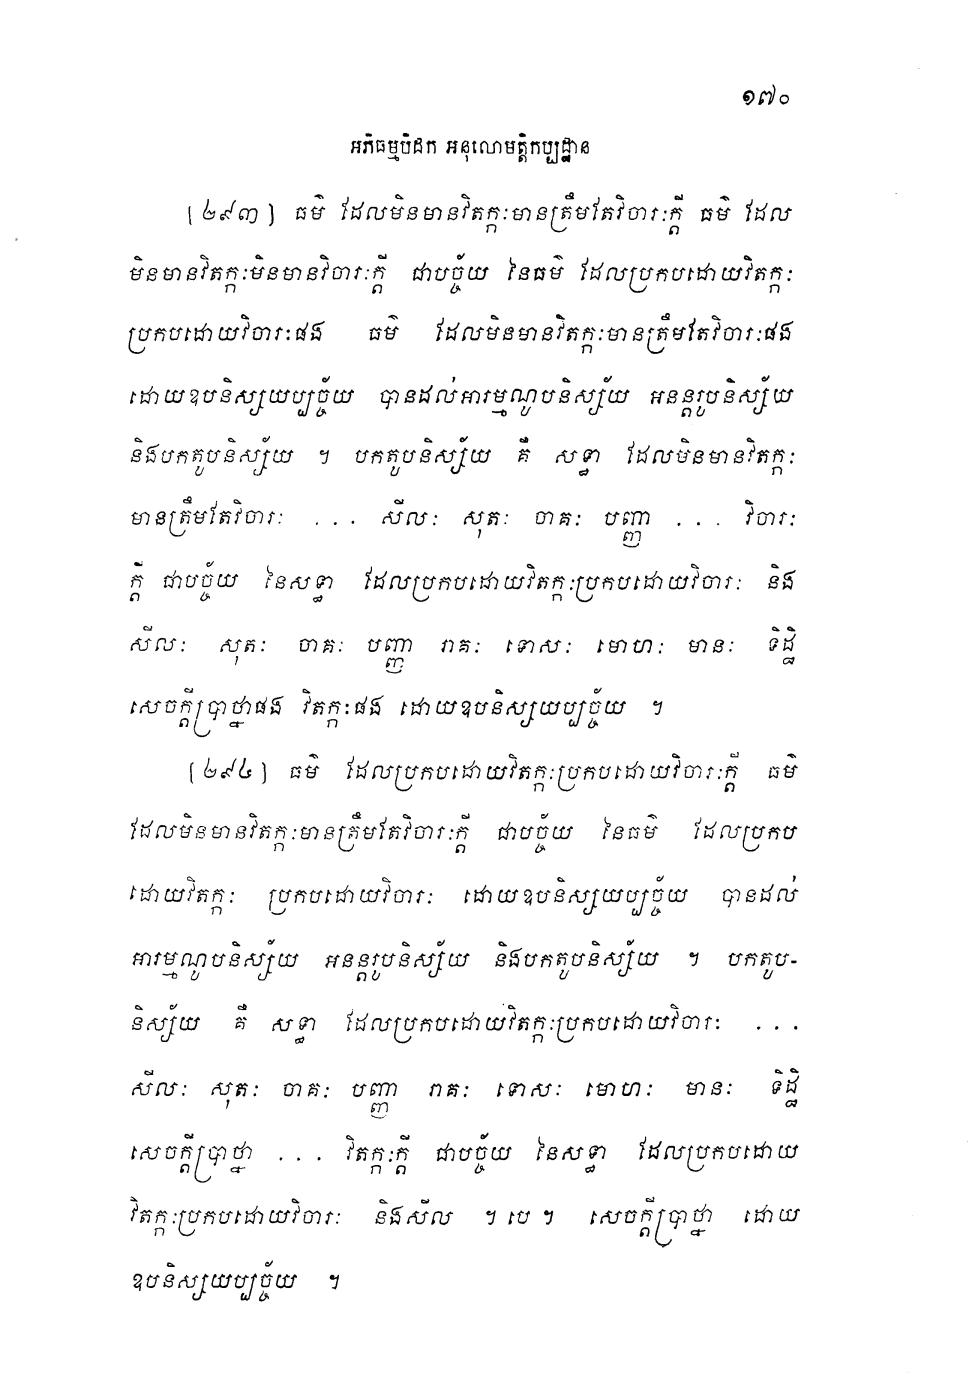 ១៧០
អភិធម្មបិដក អនុលោមត្តិកប្បដ្ឋាន
[២៩៣] ធម៌ ដែលមិនមានវិតក្កៈមានត្រឹមតែវិចារៈក្តី ធម៌ ដែល
មិនមានវិតក្កៈមិនមានវិចារៈក្តី ជាបច្ច័យ នៃធម៌ ដែលប្រកបដោយវិតក្កៈ
ប្រកបដោយវិចារៈផង ធម៌ ដែលមិនមានវិតក្កៈមានត្រឹមតែវិចារៈផង
ដោយឧបនិស្សយប្បច្ច័យ បានដល់អារម្មណូបនិស្ស័យ អនន្តរូបនិស្ស័យ
និងបកតូបនិស្ស័យ ។ បកតូបនិស្ស័យ គឺ សទ្ធា ដែលមិនមានវិតក្កៈ
មានត្រឹមតែវិចារៈ ... សីលៈ សុតៈ ចាគៈ បញ្ញា ... វិចារៈ
ក្តី ជាបច្ច័យ នៃសទ្ធា ដែលប្រកបដោយវិតក្កៈប្រកបដោយវិចារៈ និង
សីលៈ សុតៈ ចាគៈ បញ្ញា រាគៈ ទោសៈ មោហៈ មានៈ ទិដ្ឋិ
សេចក្តីប្រាថ្នាផង វិតក្កៈផង ដោយឧបនិស្សយប្បច្ច័យ ។
[២៩៤] ធម៌ ដែលប្រកបដោយវិតក្កៈប្រកបដោយវិចារៈក្តី ធម៌
ដែលមិនមានវិតក្កៈមានត្រឹមតែវិចារៈក្តី ជាបច្ច័យ នៃធម៌ ដែលប្រកប
ដោយវិតក្កៈ ប្រកបដោយវិចារៈ ដោយឧបនិស្សយប្បច្ច័យ បានដល់
អារម្មណូបនិស្ស័យ អនន្តរូបនិស្ស័យ និងបកតូបនិស្ស័យ ។ បកតូប-
និស្ស័យ គឺ សទ្ធា ដែលប្រកបដោយវិតក្កៈប្រកបដោយវិចារៈ ...
សីលៈ សុតៈ ចាគៈ បញ្ញា រាគៈ ទោសៈ មោហៈ មានៈ ទិដ្ឋិ
សេចក្តីប្រាថ្នា ... វិតក្កៈក្តី ជាបច្ច័យ នៃសទ្ធា ដែលប្រកបដោយ
វិតក្កៈប្រកបដោយវិចារៈ និងសីល ។ បេ ។ សេចក្តីប្រាថ្នា ដោយ
ឧបនិស្សយប្បច្ច័យ ។